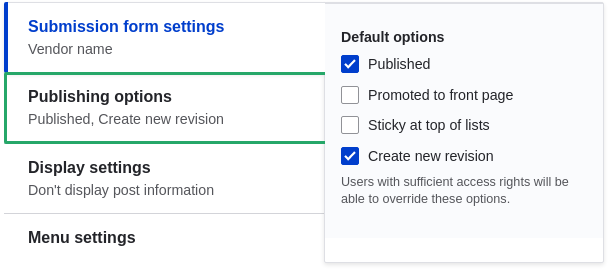 Submission form settings
Vendor name
Publishing options
Published, Create new revision
Display settings
Don't display post information
Menu settings
Default options
Published
Promoted to front page
Sticky at top of lists
Create new revision
Users with sufficient access rights will be
able to override these options.